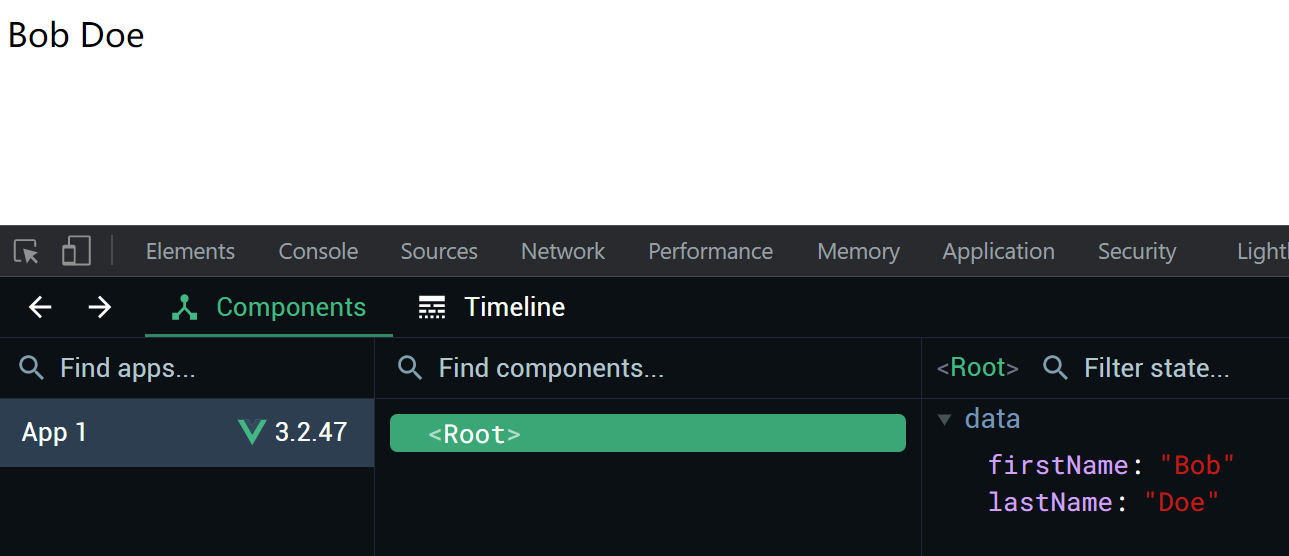 Bob Doe
Elements Console Sources Network Performance Memory Application Security Light
Components Timeline
Find apps... Find components... <Root> Filter state...
App 1 3.2.47 <Root> data
firstName: "Bob"
lastName: "Doe"